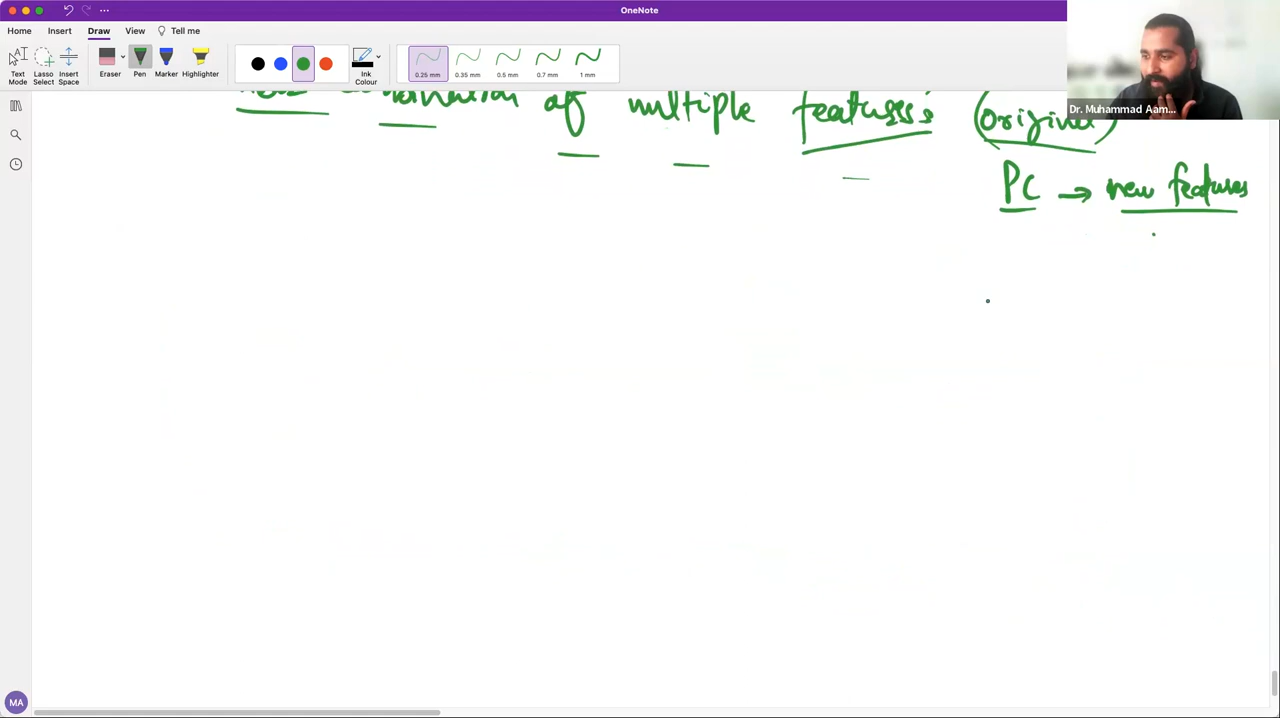 OneNote
Home Insert Draw View Tell me
Text Mode Lasso Select Insert Space Eraser Pen Marker Highlighter Ink Colour 0.25 mm 0.35 mm 0.5 mm 0.7 mm 1 mm
Dr. Muhammad Aam...
of multiple features's (original)
PC → new features
MA